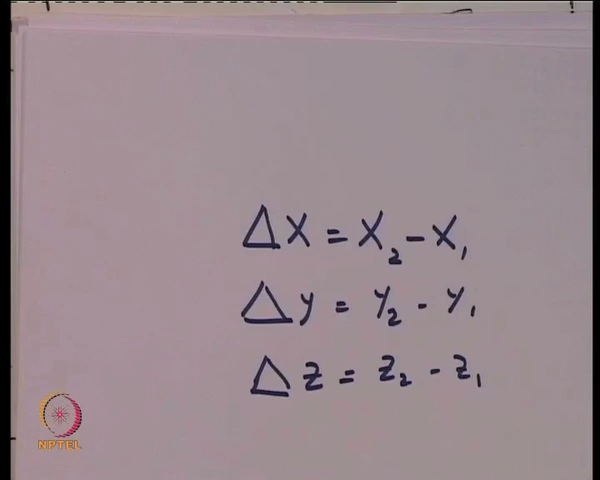 ΔX = X₂ - X₁
Δy = y₂ - y₁
Δz = z₂ - z₁
NPTEL